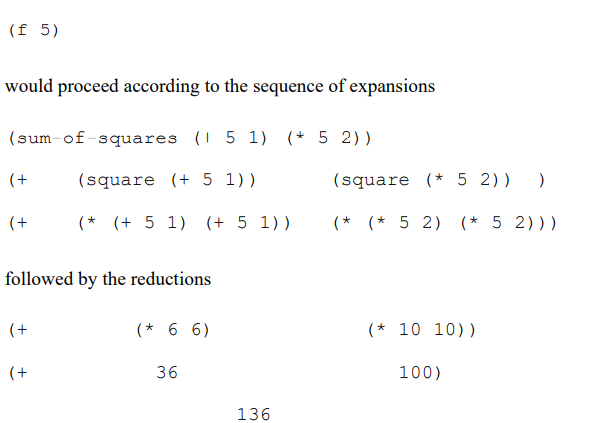 (f 5)
would proceed according to the sequence of expansions
(sum-of-squares (+ 5 1) (* 5 2))
(+ (square (+ 5 1)) (square (* 5 2)) )
(+ (* (+ 5 1) (+ 5 1)) (* (* 5 2) (* 5 2)))
followed by the reductions
(+ (* 6 6) (* 10 10))
(+ 36 100)
136